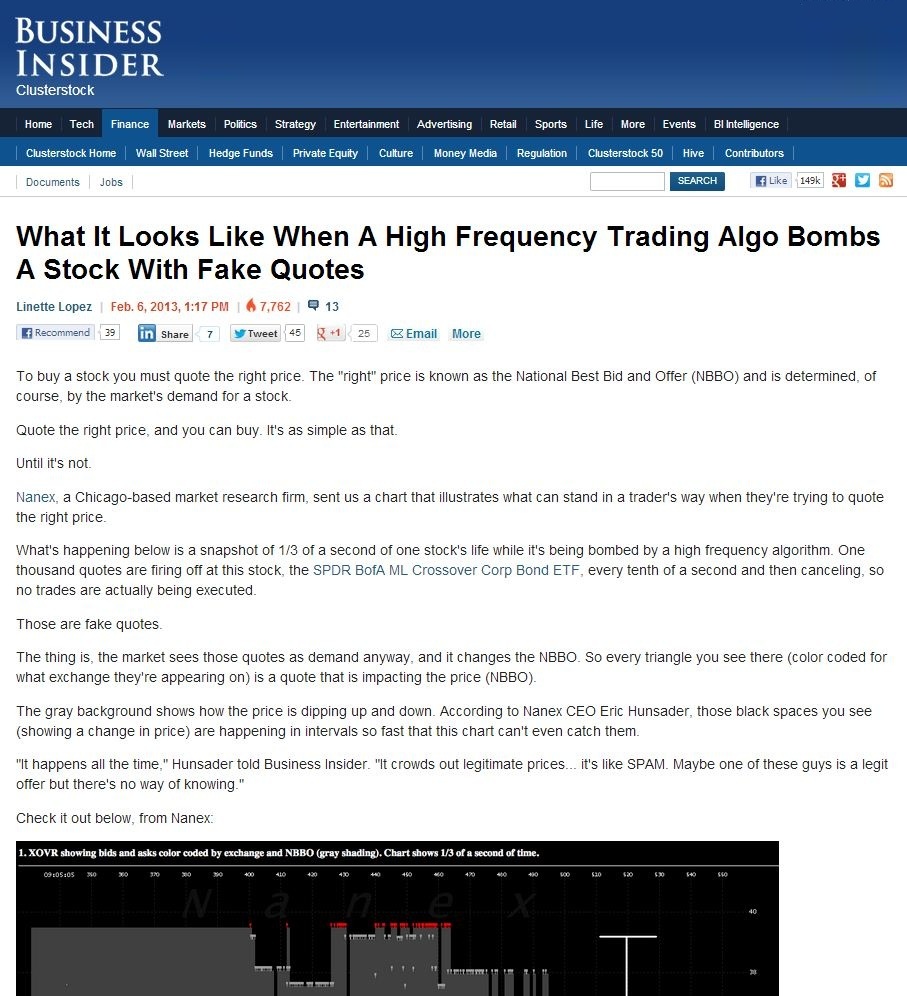 BUSINESS
INSIDER
Clusterstock
Home Tech Finance Markets Politics Strategy Entertainment Advertising Retail Sports Life More Events BI Intelligence
Clusterstock Home Wall Street Hedge Funds Private Equity Culture Money Media Regulation Clusterstock 50 Hive Contributors
Documents Jobs SEARCH Like 149k
What It Looks Like When A High Frequency Trading Algo Bombs
A Stock With Fake Quotes
Linette Lopez | Feb. 6, 2013, 1:17 PM | 7,762 | 13
Recommend 39 in Share 7 Tweet 45 +1 25 Email More
To buy a stock you must quote the right price. The "right" price is known as the National Best Bid and Offer (NBBO) and is determined, of
course, by the market's demand for a stock.
Quote the right price, and you can buy. It's as simple as that.
Until it's not.
Nanex, a Chicago-based market research firm, sent us a chart that illustrates what can stand in a trader's way when they're trying to quote
the right price.
What's happening below is a snapshot of 1/3 of a second of one stock's life while it's being bombed by a high frequency algorithm. One
thousand quotes are firing off at this stock, the SPDR BofA ML Crossover Corp Bond ETF, every tenth of a second and then canceling, so
no trades are actually being executed.
Those are fake quotes.
The thing is, the market sees those quotes as demand anyway, and it changes the NBBO. So every triangle you see there (color coded for
what exchange they're appearing on) is a quote that is impacting the price (NBBO).
The gray background shows how the price is dipping up and down. According to Nanex CEO Eric Hunsader, those black spaces you see
(showing a change in price) are happening in intervals so fast that this chart can't even catch them.
"It happens all the time," Hunsader told Business Insider. "It crowds out legitimate prices... it's like SPAM. Maybe one of these guys is a legit
offer but there's no way of knowing."
Check it out below, from Nanex:
1. XOVR showing bids and asks color coded by exchange and NBBO (gray shading). Chart shows 1/3 of a second of time.
09:05:05 350 360 370 380 390 400 410 420 430 440 450 460 470 480 490 500 510 520 530 540 550
Nanex
40
38